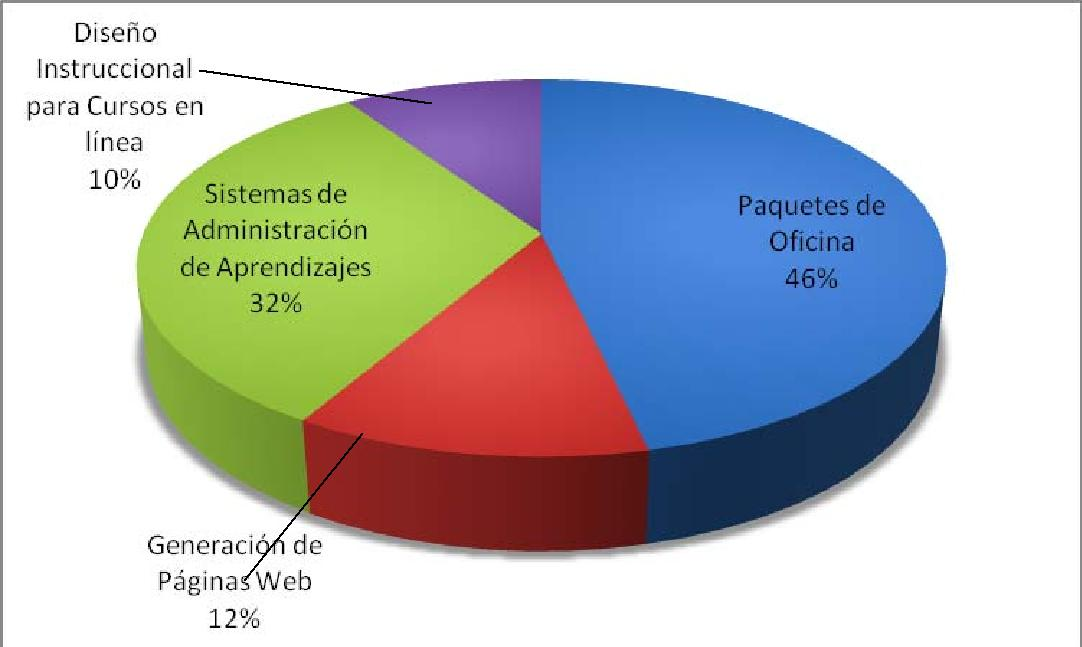 Diseño
Instruccional
para Cursos en
línea
10%
Sistemas de
Administración
de Aprendizajes
32%
Paquetes de
Oficina
46%
Generación de
Páginas Web
12%